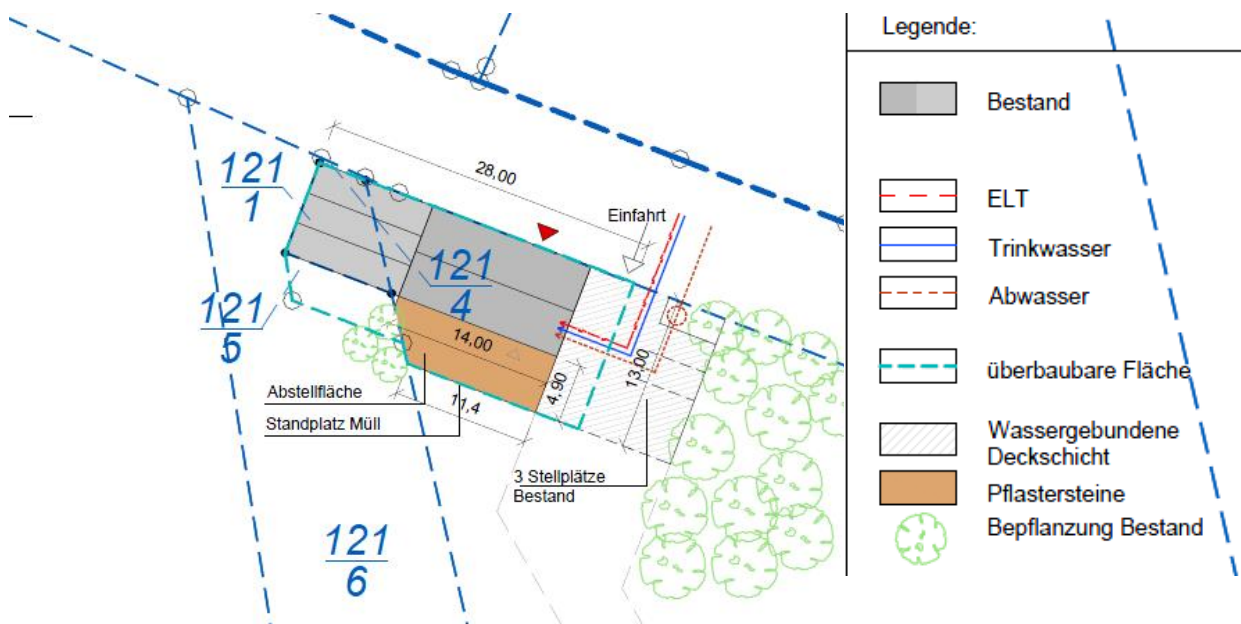 28,00
Einfahrt
121
1
121
4
121
5
14,00
13,00
4,90
11,4
Abstellfläche
Standplatz Müll
3 Stellplätze
Bestand
121
6
Legende:
Bestand
ELT
Trinkwasser
Abwasser
überbaubare Fläche
Wassergebundene
Deckschicht
Pflastersteine
Bepflanzung Bestand